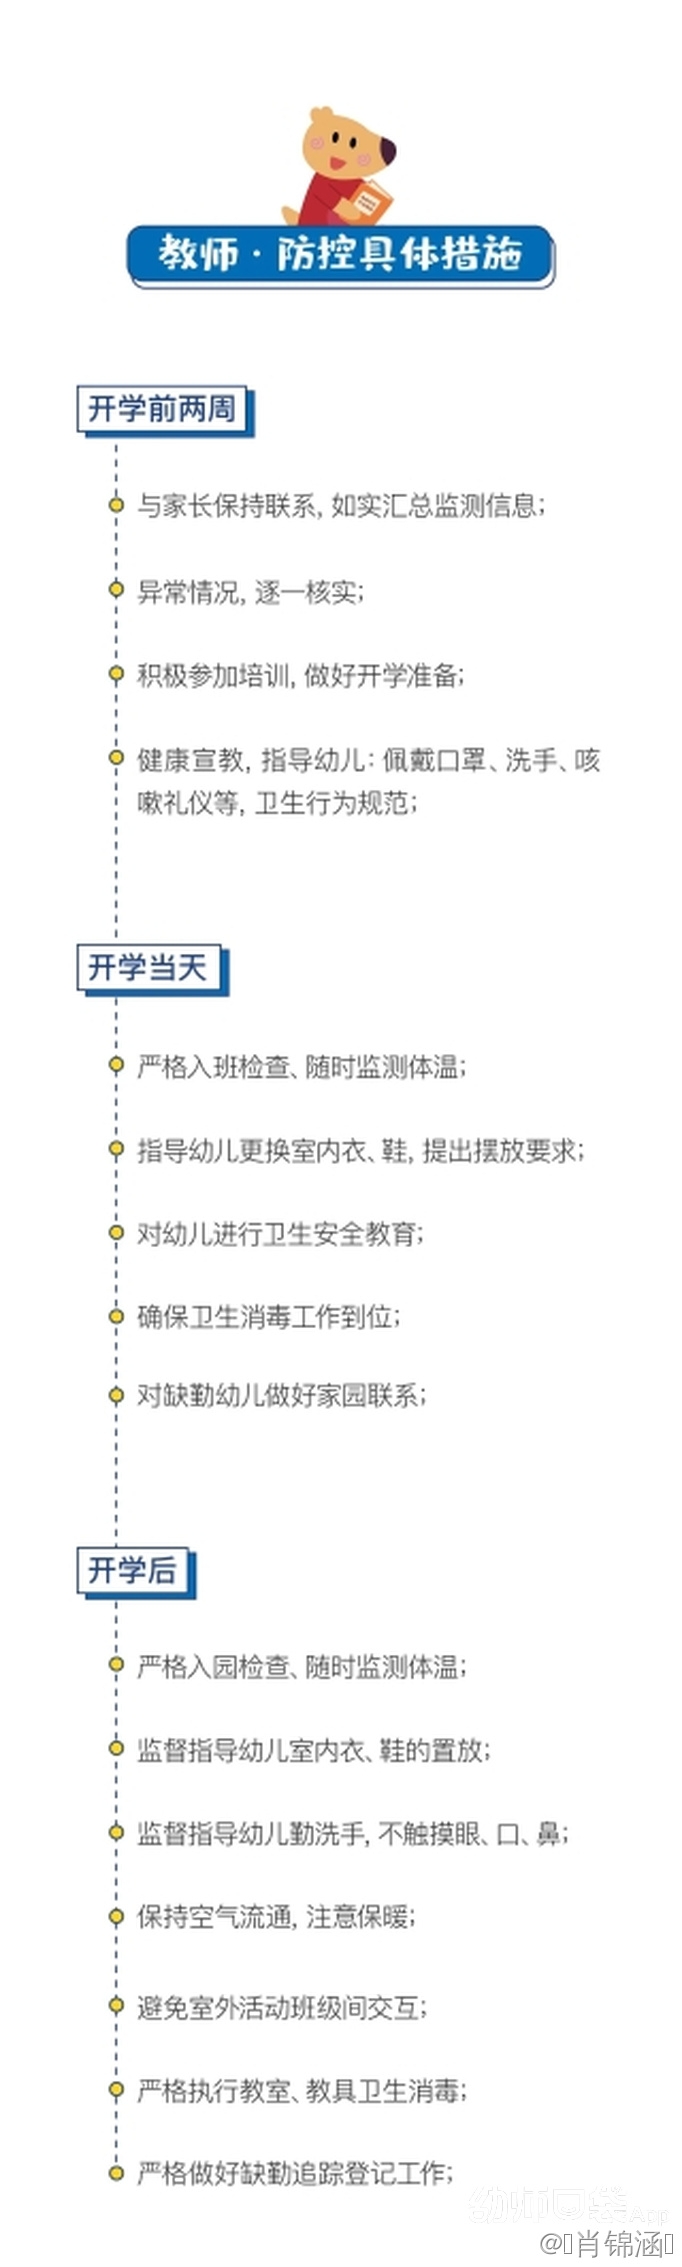 教师·防控具体措施
开学前两周
与家长保持联系, 如实汇总监测信息;
异常情况, 逐一核实;
积极参加培训, 做好开学准备;
健康宣教, 指导幼儿: 佩戴口罩、洗手、咳
嗽礼仪等, 卫生行为规范;
开学当天
严格入班检查、随时监测体温;
指导幼儿更换室内衣、鞋, 提出摆放要求;
对幼儿进行卫生安全教育;
确保卫生消毒工作到位;
对缺勤幼儿做好家园联系;
开学后
严格入园检查、随时监测体温;
监督指导幼儿室内衣、鞋的置放;
监督指导幼儿勤洗手, 不触摸眼、口、鼻;
保持空气流通, 注意保暖;
避免室外活动班级间交互;
严格执行教室、教具卫生消毒;
严格做好缺勤追踪登记工作;
幼师口袋App
@肖锦涵